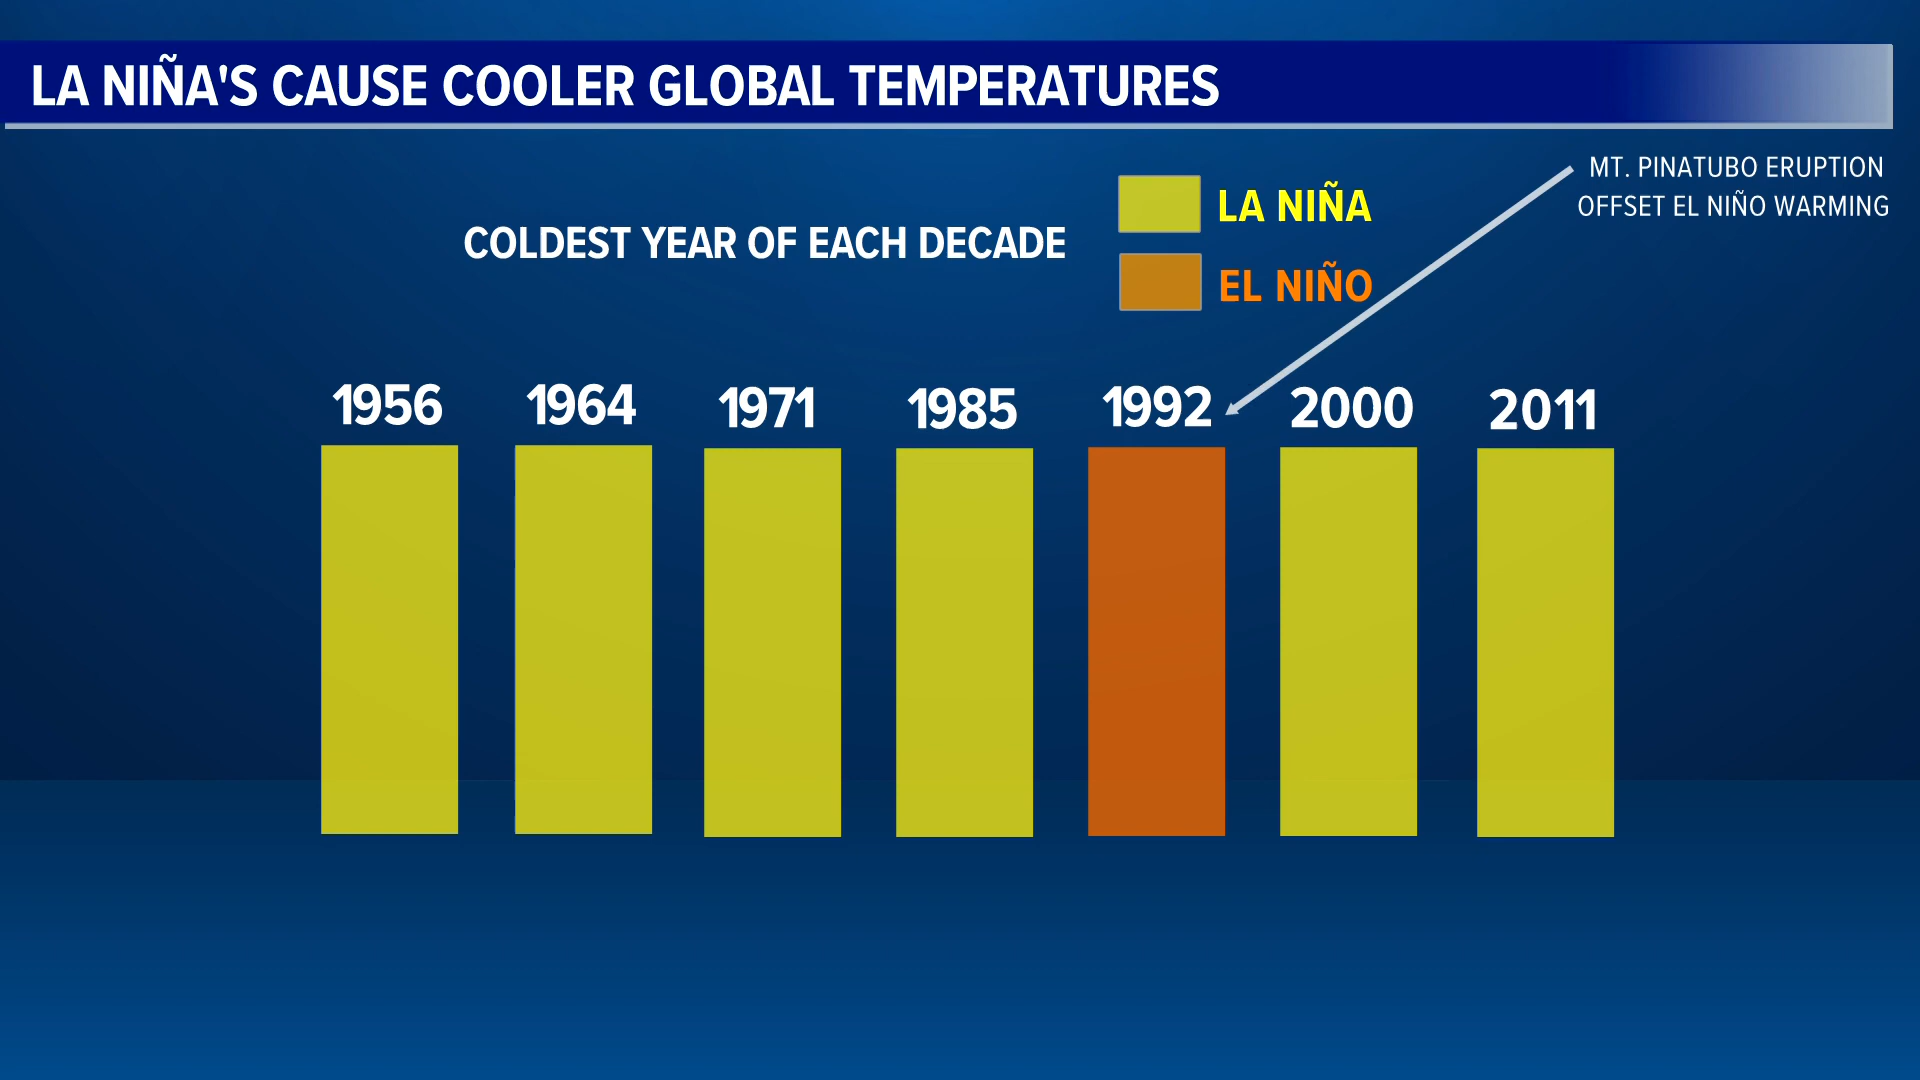 LA NIÑA'S CAUSE COOLER GLOBAL TEMPERATURES
MT. PINATUBO ERUPTION
OFFSET EL NIÑO WARMING
COLDEST YEAR OF EACH DECADE
LA NIÑA
EL NIÑO
1956 1964 1971 1985 1992 2000 2011